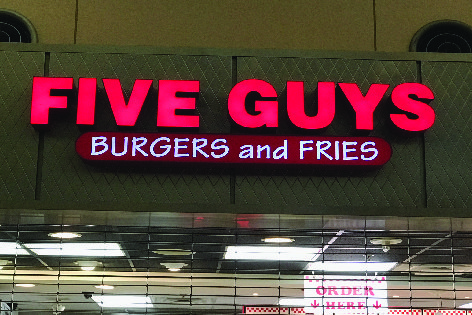 FIVE GUYS
BURGERS and FRIES
ORDER
HERE